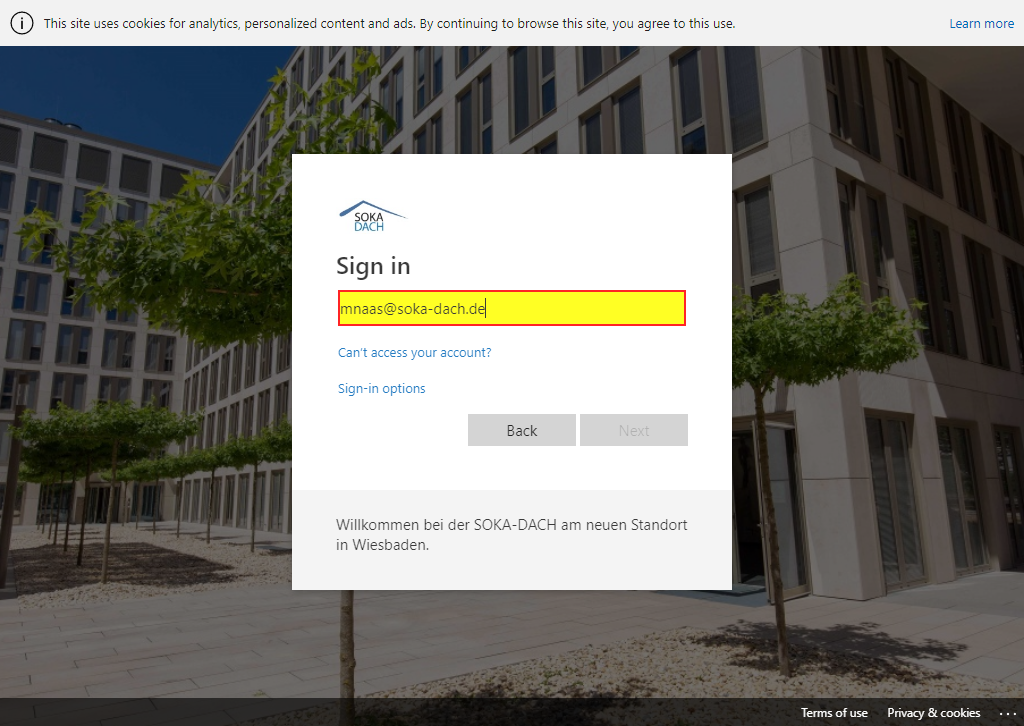 This site uses cookies for analytics, personalized content and ads. By continuing to browse this site, you agree to this use.
Learn more
SOKA
DACH
Sign in
mnaas@soka-dach.de
Can't access your account?
Sign-in options
Back
Next
Willkommen bei der SOKA-DACH am neuen Standort
in Wiesbaden.
Terms of use
Privacy & cookies
...